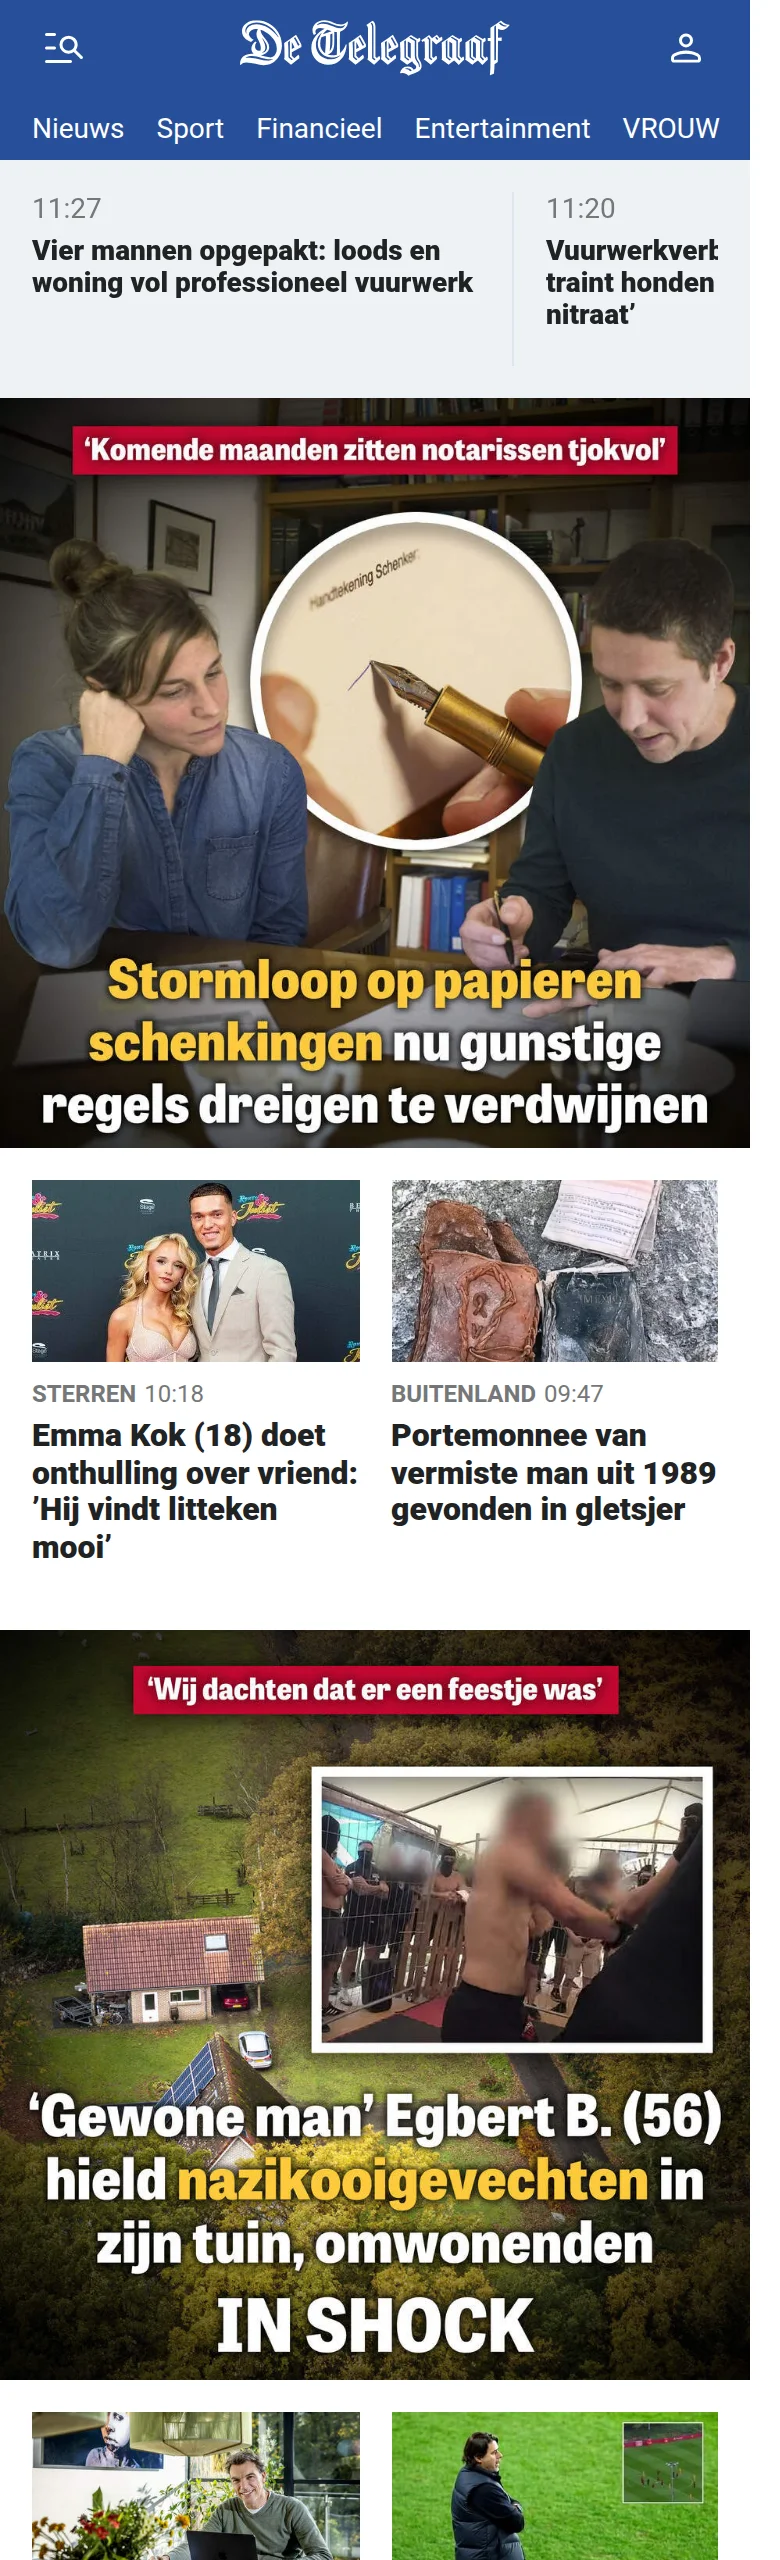 De Telegraaf
Nieuws Sport Financieel Entertainment VROUW
11:27
Vier mannen opgepakt: loods en
woning vol professioneel vuurwerk
11:20
traint honden
nitraat’
‘Komende maanden zitten notarissen tjokvol’
Handtekening Schenker
Stormloop op papieren
schenkingen nu gunstige
regels dreigen te verdwijnen
STERREN 10:18
Emma Kok (18) doet
onthulling over vriend:
’Hij vindt litteken
mooi’
BUITENLAND 09:47
Portemonnee van
vermiste man uit 1989
gevonden in gletsjer
‘Wij dachten dat er een feestje was’
‘Gewone man’ Egbert B. (56)
hield nazikooigevechten in
zijn tuin, omwonenden
IN SHOCK